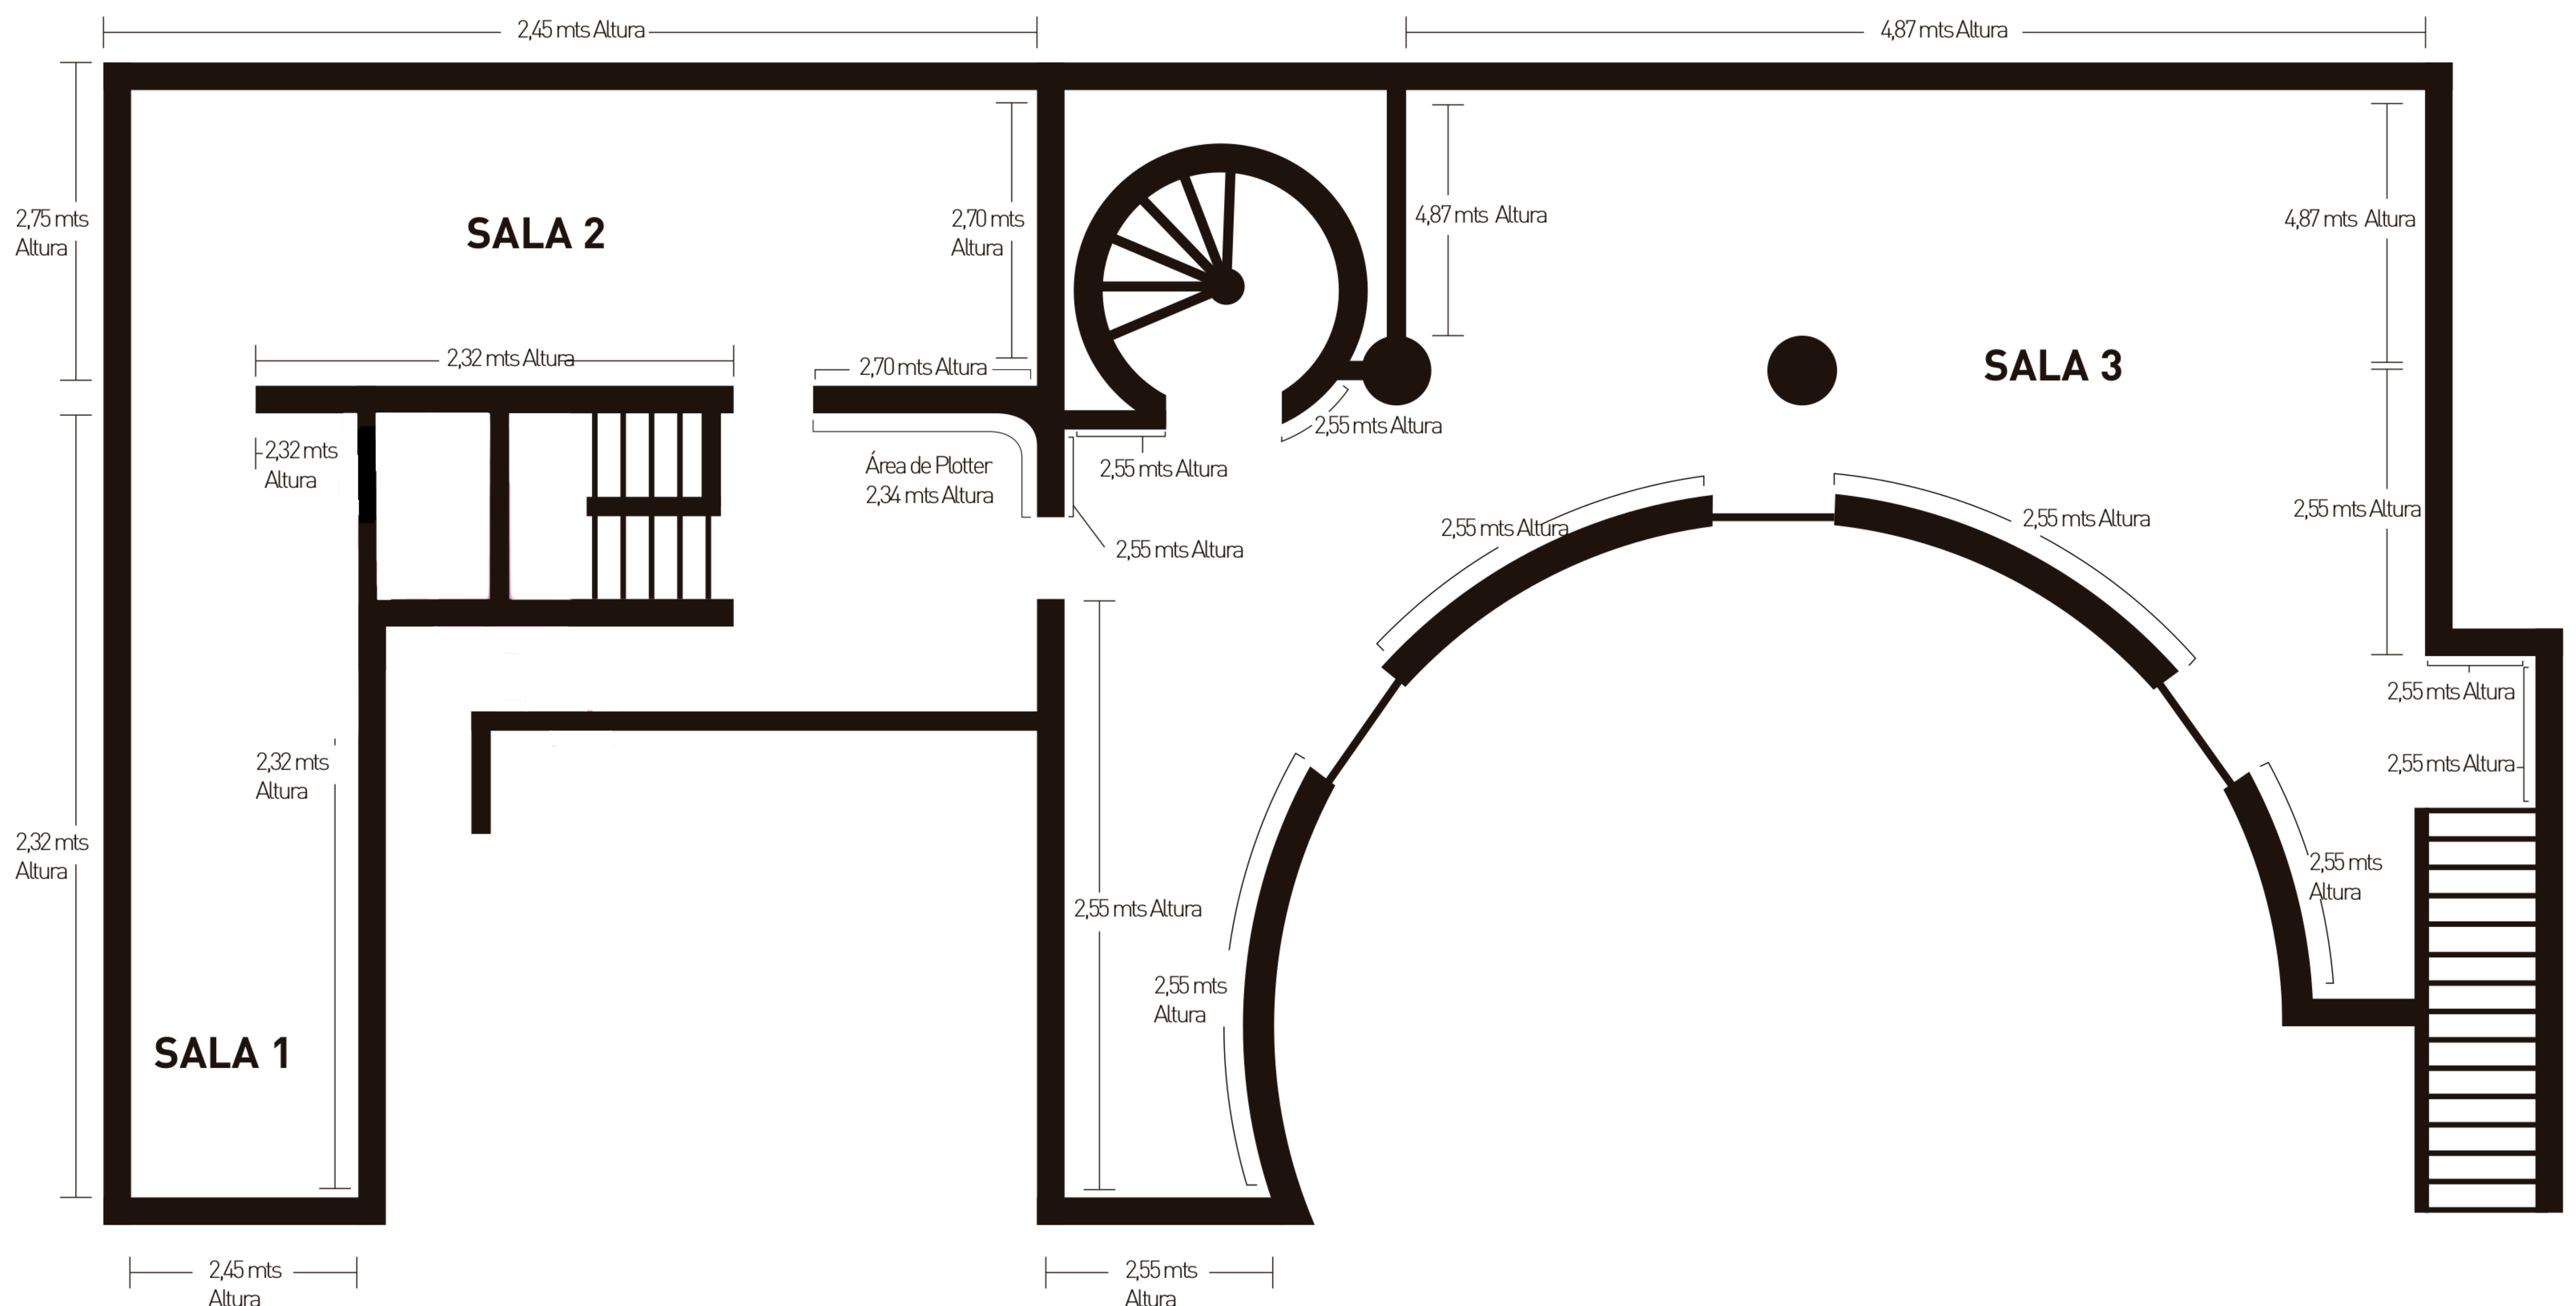 2,45 mts Altura
4,87 mts Altura
2,75 mts
Altura
SALA 2
2,70 mts
Altura
4,87 mts Altura
4,87 mts Altura
2,32 mts Altura
2,70 mts Altura
SALA 3
2,55 mts Altura
2,32 mts
Altura
Área de Plotter
2,34 mts Altura
2,55 mts Altura
2,55 mts Altura
2,55 mts Altura
2,55 mts Altura
2,55 mts Altura
2,55 mts Altura
2,32 mts
Altura
2,55 mts Altura
2,32 mts
Altura
2,55 mts
Altura
2,55 mts Altura
2,55 mts
Altura
SALA 1
2,45 mts
Altura
2,55 mts
Altura